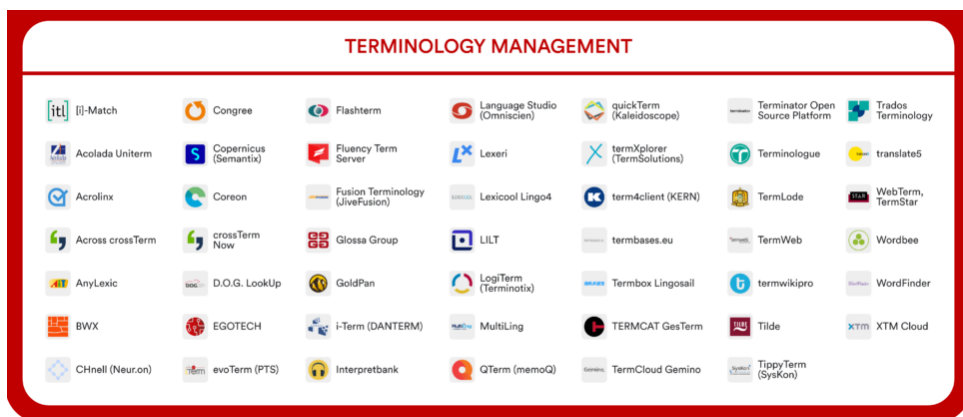 TERMINOLOGY MANAGEMENT
[itl]
[i]-Match
Acolada Uniterm
Acrolinx
Across crossTerm
AnyLexic
BWX
CHnell (Neur.on)
Congree
Copernicus
(Semantix)
Coreon
crossTerm
Now
D.O.G. LookUp
EGOTECH
evoTerm (PTS)
Flashterm
Fluency Term
Server
Fusion Terminology
(JiveFusion)
Glossa Group
GoldPan
i-Term (DANTERM)
Interpretbank
Language Studio
(Omniscien)
Lexeri
Lexicool Lingo4
LILT
LogiTerm
(Terminotix)
MultiLing
QTerm (memoQ)
quickTerm
(Kaleidoscope)
termXplorer
(TermSolutions)
term4client (KERN)
termbases.eu
Termbox Lingosail
TERMCAT GesTerm
TermCloud Gemino
Terminator Open
Source Platform
Terminologue
TermLode
TermWeb
termwikipro
TILDE
Tilde
TippyTerm
(SysKon)
Trados
Terminology
translate5
STAR
WebTerm,
TermStar
Wordbee
WordFinder
XTM
XTM Cloud